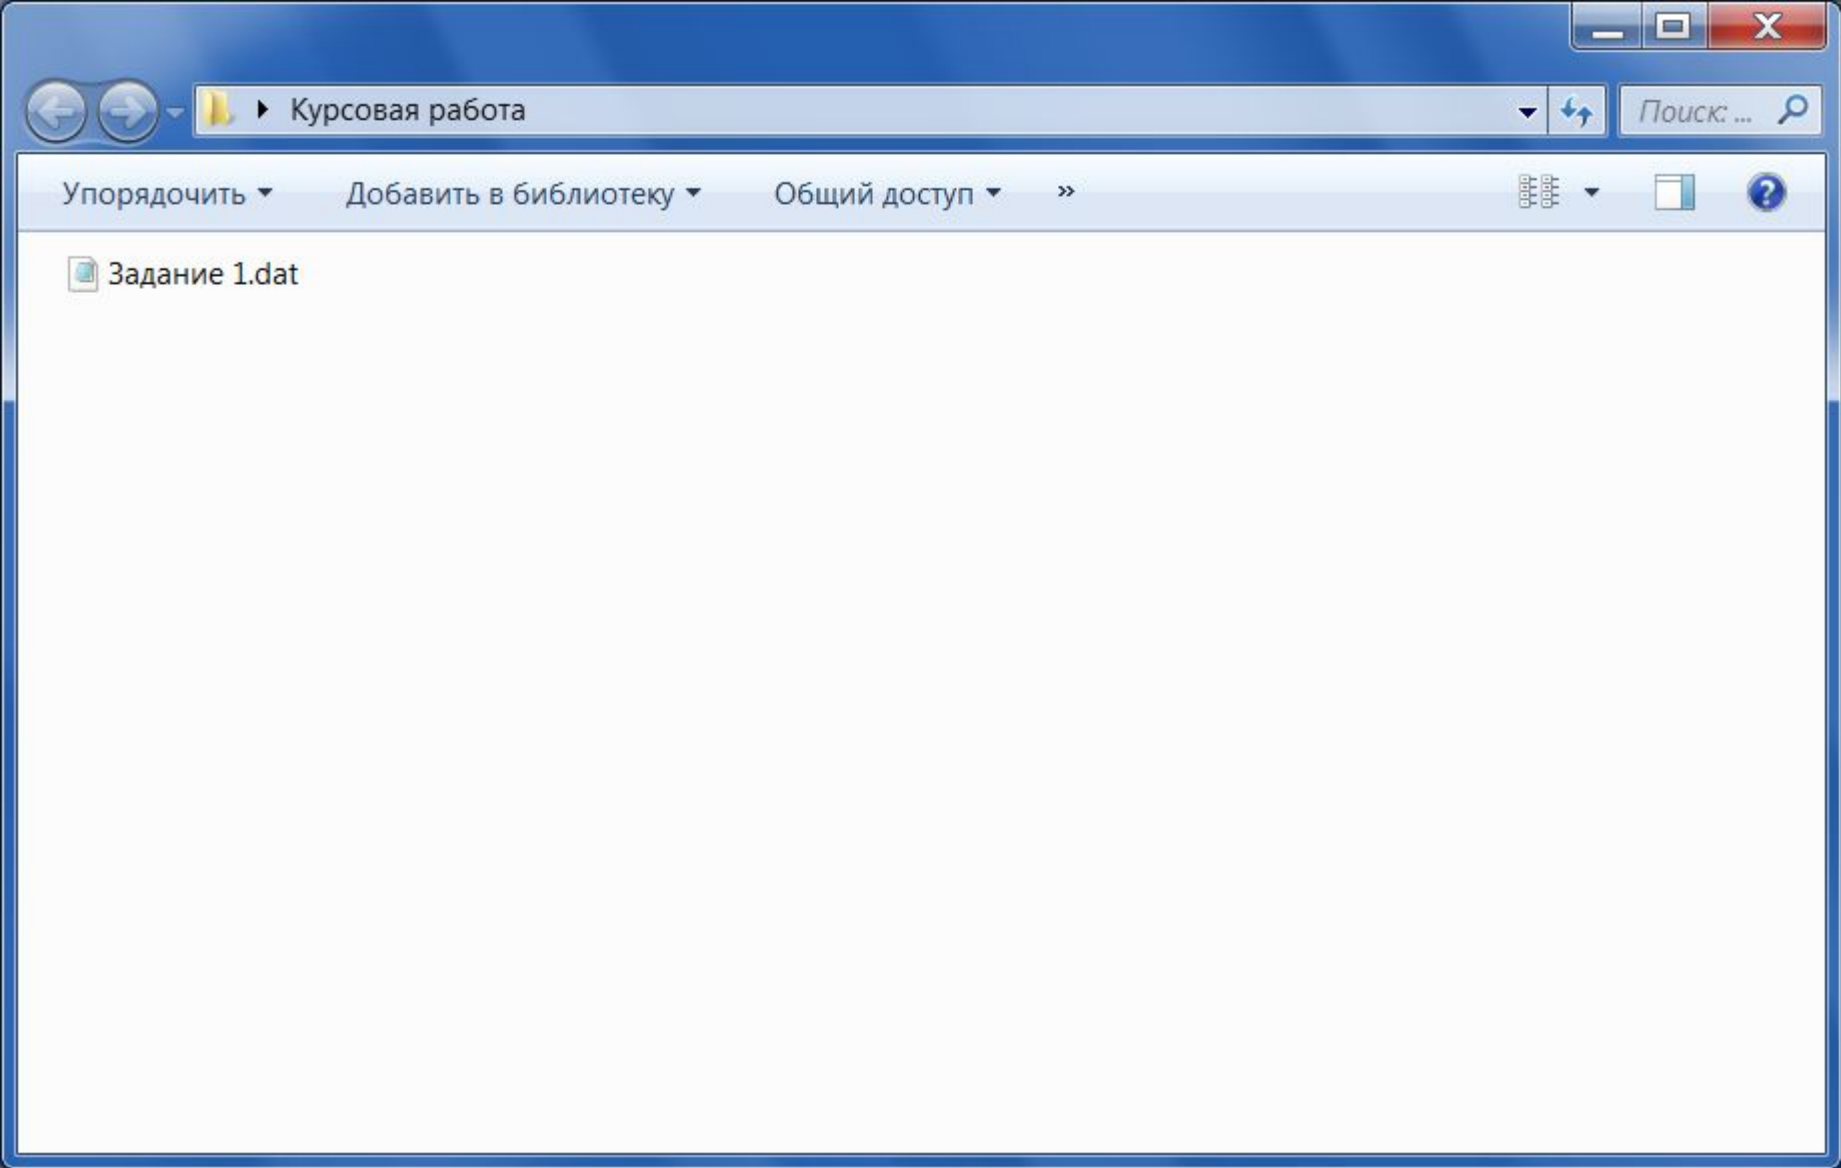 Курсовая работа
Поиск: ...
Упорядочить Добавить в библиотеку Общий доступ »
Задание 1.dat